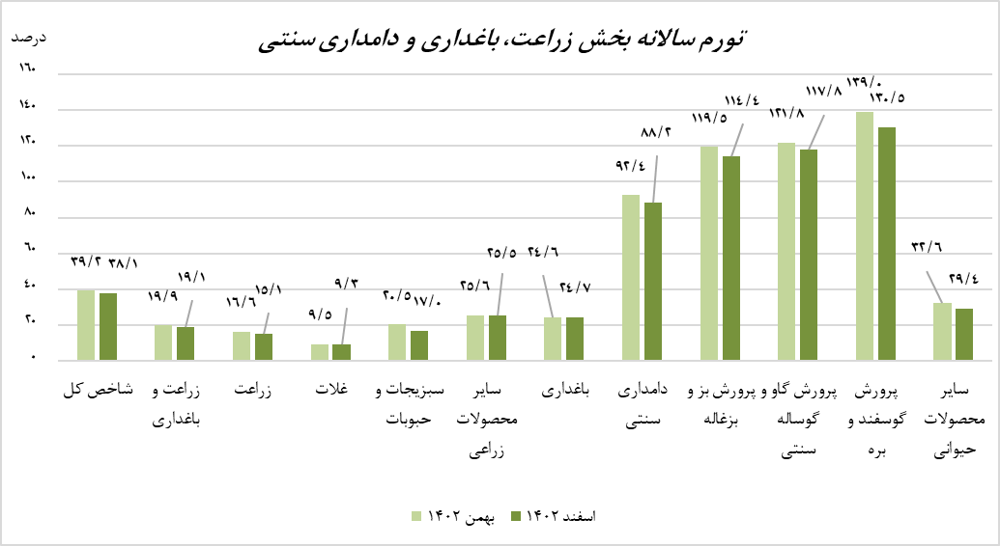 تورم سالانه بخش زراعت، باغداری و دامداری سنتی
درصد
۱۶۰
۱۴۰
۱۲۰
۱۰۰
۸۰
۶۰
۴۰
۲۰
۰
۳۹/۲
۳۸/۱
۱۹/۹
۱۹/۱
۱۶/۶
۱۵/۱
۹/۵
۹/۳
۲۰/۵
۱۷/۰
۲۵/۶
۲۵/۵
۲۴/۶
۲۴/۷
۹۲/۴
۸۸/۲
۱۱۹/۵
۱۱۴/۴
۱۲۱/۸
۱۱۷/۸
۱۳۹/۰
۱۳۰/۵
۳۲/۶
۲۹/۴
شاخص کل
زراعت و
باغداری
زراعت
غلات
سبزیجات و
حبوبات
سایر
محصولات
زراعی
باغداری
دامداری
سنتی
پرورش بز و
بزغاله
پرورش گاو و
گوساله
سنتی
پرورش
گوسفند و
بره
سایر
محصولات
حیوانی
بهمن ۱۴۰۲
اسفند ۱۴۰۲